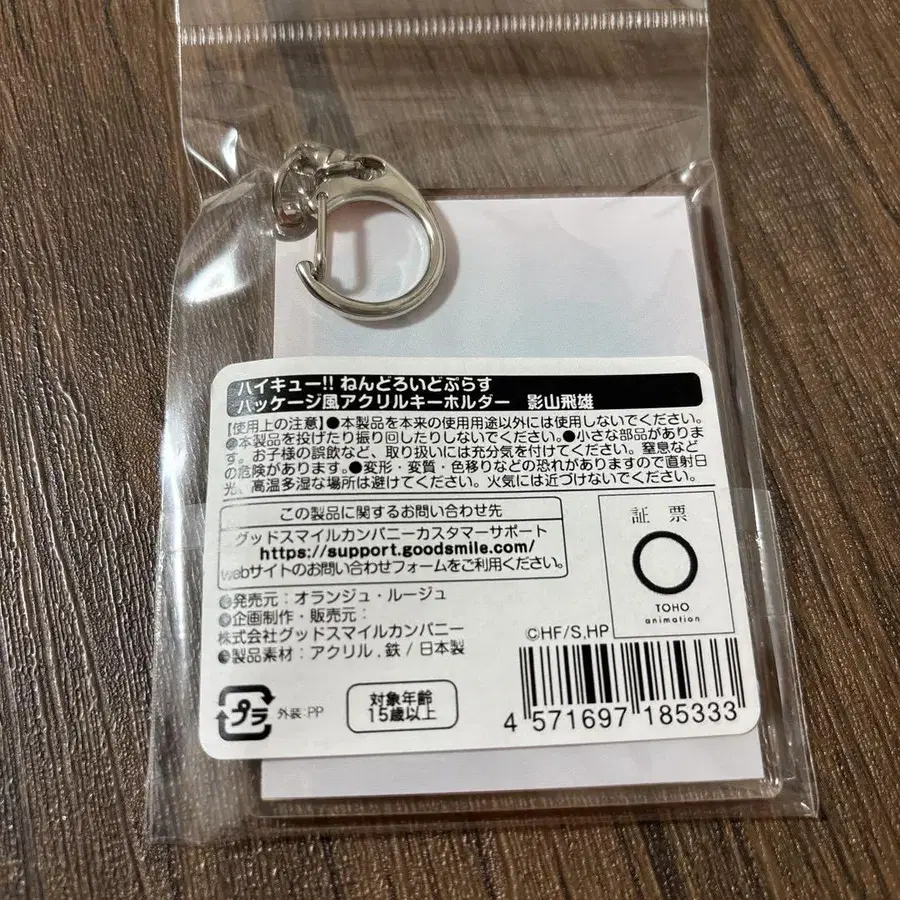 ハイキュー!! ねんどろいどぷらす
パッケージ風アクリルキーホルダー 影山飛雄
【使用上の注意】●本製品を本来の使用用途以外には使用しないでください。
●本製品を投げたり振り回したりしないでください。●小さな部品がありま
す。お子様の誤飲など、取り扱いには充分気を付けてください。窒息など
の危険があります。●変形・変質・色移りなどの恐れがありますので直射日
光、高温多湿な場所は避けてください。火気には近づけないでください。
この製品に関するお問い合わせ先
グッドスマイルカンパニーカスタマーサポート
https://support.goodsmile.com/
webサイトのお問い合わせフォームをご利用ください。
証票
TOHO
animation
●発売元:オランジュ・ルージュ
●企画制作・販売元:
株式会社グッドスマイルカンパニー
●製品素材:アクリル,鉄/日本製
©HF/S,HP
プラ
外装:PP
対象年齢
15歳以上
4 571697 185333